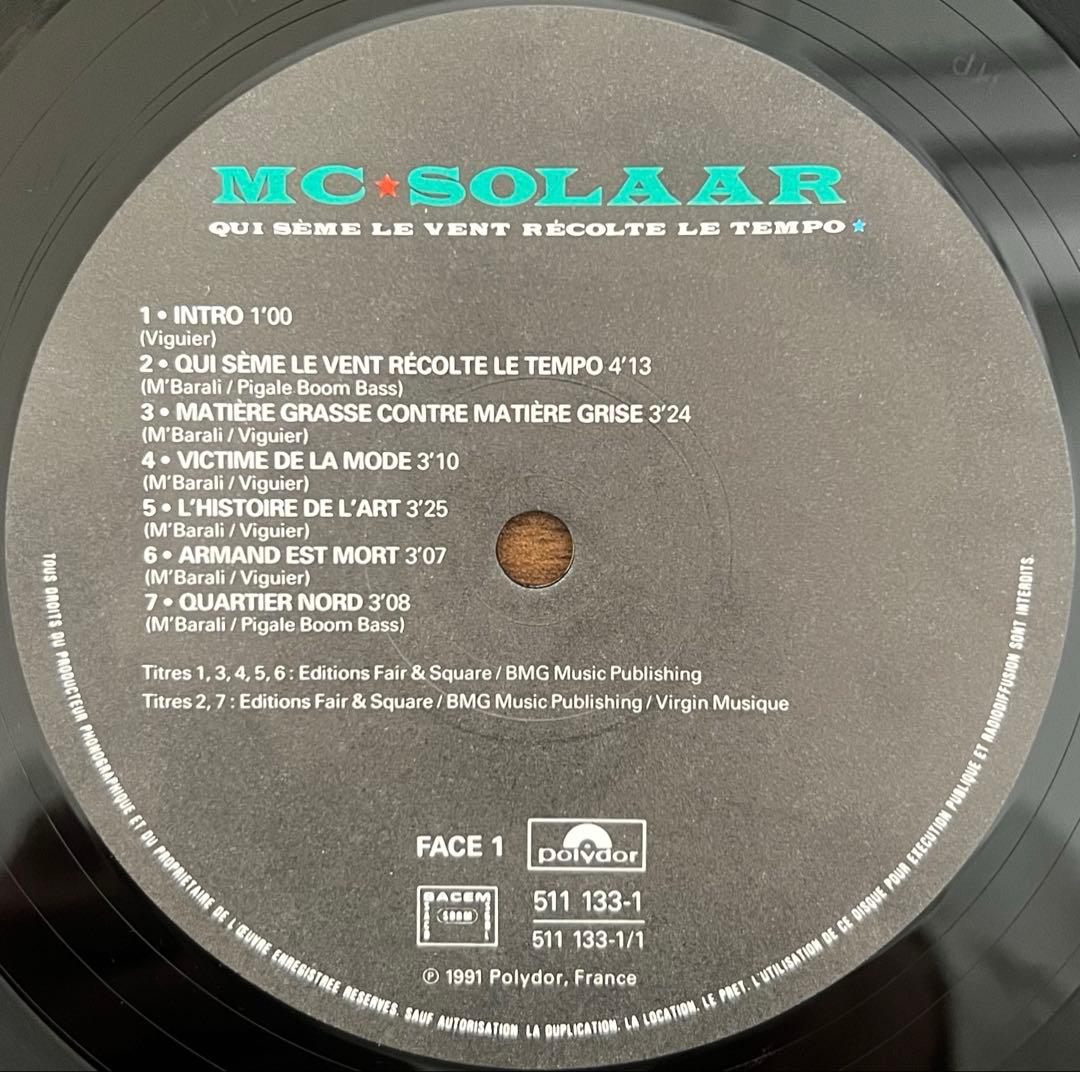 MC★SOLAAR
QUI SÈME LE VENT RÉCOLTE LE TEMPO★
1 • INTRO 1'00
(Viguier)
2 • QUI SÈME LE VENT RÉCOLTE LE TEMPO 4'13
(M'Barali / Pigale Boom Bass)
3 • MATIÈRE GRASSE CONTRE MATIÈRE GRISE 3'24
(M'Barali / Viguier)
4 • VICTIME DE LA MODE 3'10
(M'Barali / Viguier)
5 • L'HISTOIRE DE L'ART 3'25
(M'Barali / Viguier)
6 • ARMAND EST MORT 3'07
(M'Barali / Viguier)
7 • QUARTIER NORD 3'08
(M'Barali / Pigale Boom Bass)
Titres 1, 3, 4, 5, 6 : Editions Fair & Square / BMG Music Publishing
Titres 2, 7 : Editions Fair & Square / BMG Music Publishing / Virgin Musique
FACE 1
polydor
SACEM
SDRM
511 133-1
511 133-1/1
℗ 1991 Polydor, France
TOUS DROITS DU PRODUCTEUR PHONOGRAPHIQUE ET DU PROPRIETAIRE DE L'ŒUVRE ENREGISTREE RESERVES. SAUF AUTORISATION LA DUPLICATION, LA LOCATION, LE PRET, L'UTILISATION DE CE DISQUE POUR EXECUTION PUBLIQUE ET RADIODIFFUSION SONT INTERDITS.